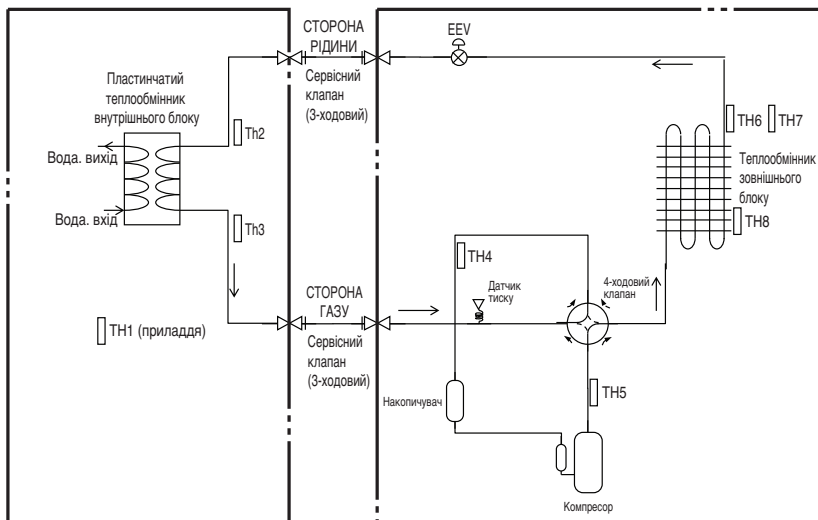 СТОРОНА
РІДИНИ
EEV
Сервісний
клапан
(3-ходовий)
Пластинчатий
теплообмінник
внутрішнього блоку
Th2
Вода. вихід
Вода. вхід
Th3
TH6
TH7
Теплообмінник
зовнішнього
блоку
TH8
TH4
Датчик
тиску
4-ходовий
клапан
СТОРОНА
ГАЗУ
TH1 (приладдя)
Сервісний
клапан
(3-ходовий)
Накопичувач
TH5
Компресор